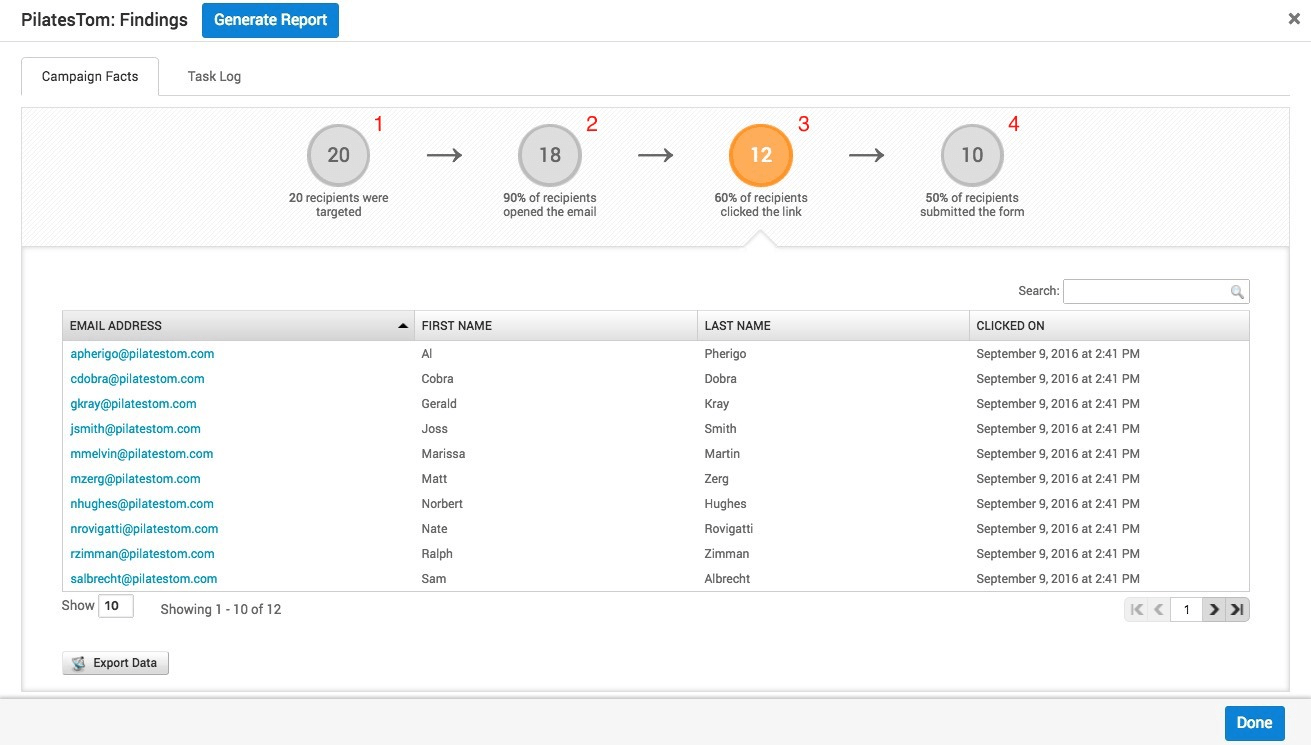 PilatesTom: Findings Generate Report ×
Campaign Facts Task Log
1 2 3 4
20 18 12 10
20 recipients were targeted
90% of recipients opened the email
60% of recipients clicked the link
50% of recipients submitted the form
Search:
EMAIL ADDRESS FIRST NAME LAST NAME CLICKED ON
apherigo@pilatestom.com Al Pherigo September 9, 2016 at 2:41 PM
cdobra@pilatestom.com Cobra Dobra September 9, 2016 at 2:41 PM
gkray@pilatestom.com Gerald Kray September 9, 2016 at 2:41 PM
jsmith@pilatestom.com Joss Smith September 9, 2016 at 2:41 PM
mmelvin@pilatestom.com Marissa Martin September 9, 2016 at 2:41 PM
mzerg@pilatestom.com Matt Zerg September 9, 2016 at 2:41 PM
nhughes@pilatestom.com Norbert Hughes September 9, 2016 at 2:41 PM
nrovigatti@pilatestom.com Nate Rovigatti September 9, 2016 at 2:41 PM
rzimman@pilatestom.com Ralph Zimman September 9, 2016 at 2:41 PM
salbrecht@pilatestom.com Sam Albrecht September 9, 2016 at 2:41 PM
Show 10 Showing 1 - 10 of 12 1
Export Data
Done